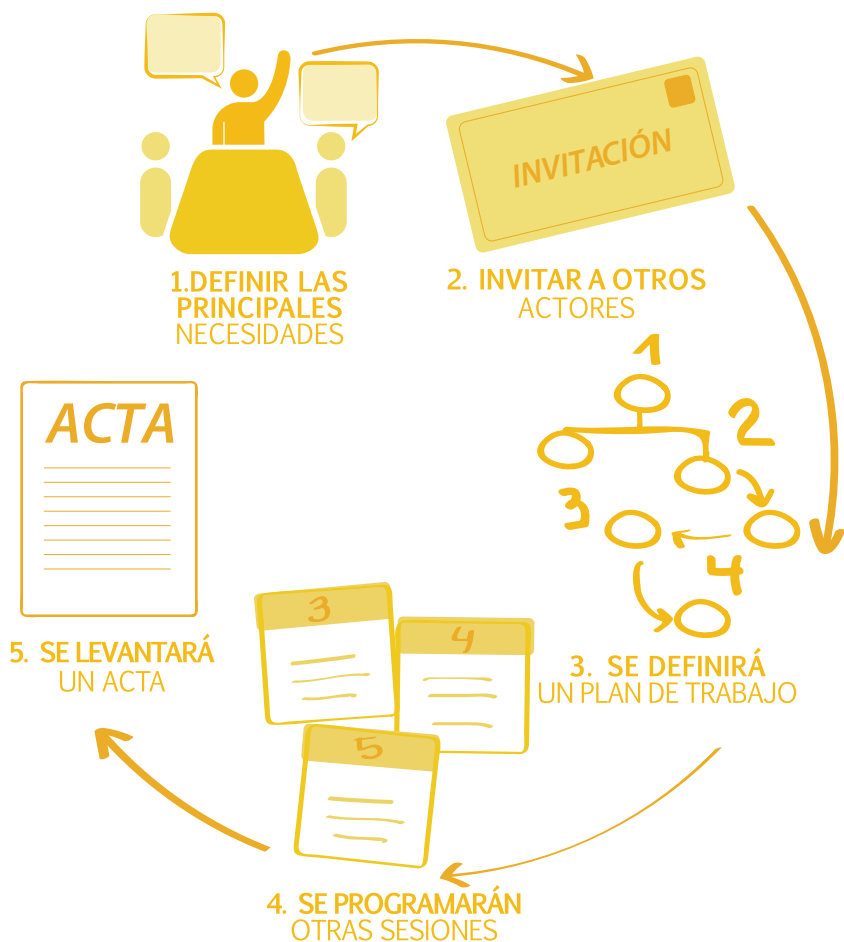 INVITACIÓN
1.DEFINIR LAS
PRINCIPALES
NECESIDADES
2. INVITAR A OTROS
ACTORES
1
2
3
4
3. SE DEFINIRÁ
UN PLAN DE TRABAJO
3
4
5
4. SE PROGRAMARÁN
OTRAS SESIONES
ACTA
5. SE LEVANTARÁ
UN ACTA